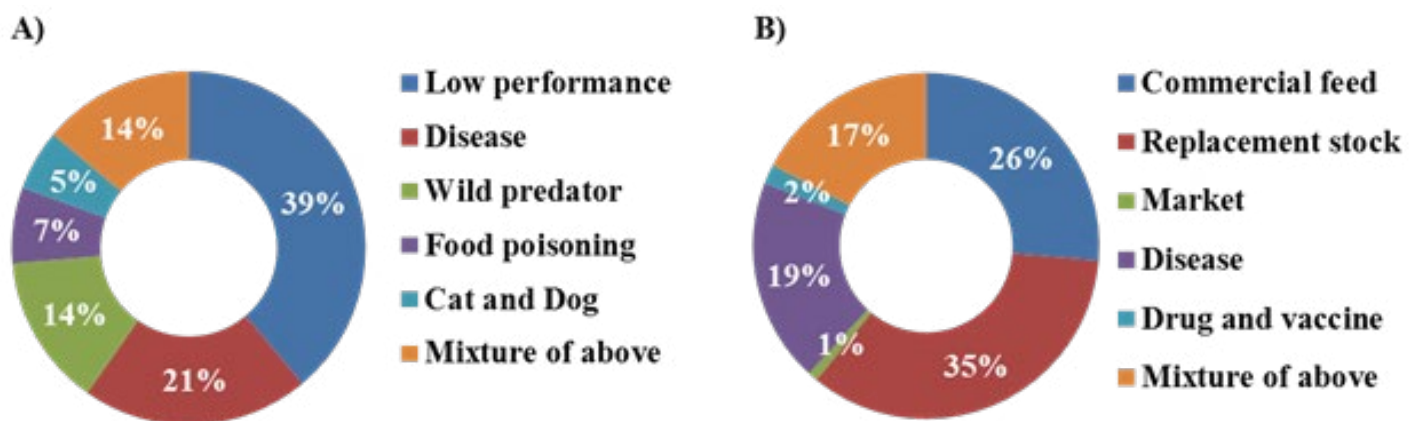 A)
39%
21%
14%
7%
5%
14%
Low performance
Disease
Wild predator
Food poisoning
Cat and Dog
Mixture of above
B)
26%
35%
1%
19%
2%
17%
Commercial feed
Replacement stock
Market
Disease
Drug and vaccine
Mixture of above